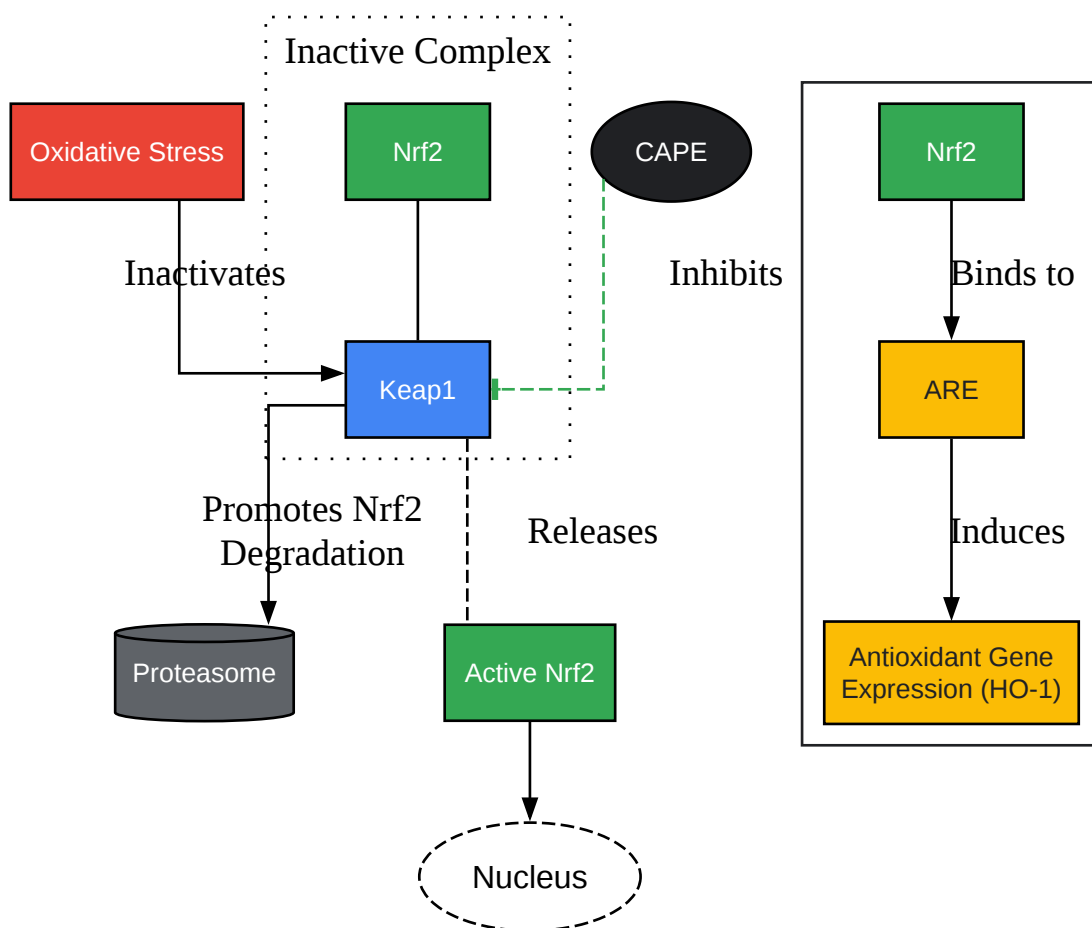 Inactive Complex
Oxidative Stress
Nrf2
CAPE
Nrf2
Inactivates
Inhibits
Binds to
Keap1
ARE
Promotes Nrf2
Degradation
Releases
Induces
Proteasome
Active Nrf2
Antioxidant Gene
Expression (HO-1)
Nucleus